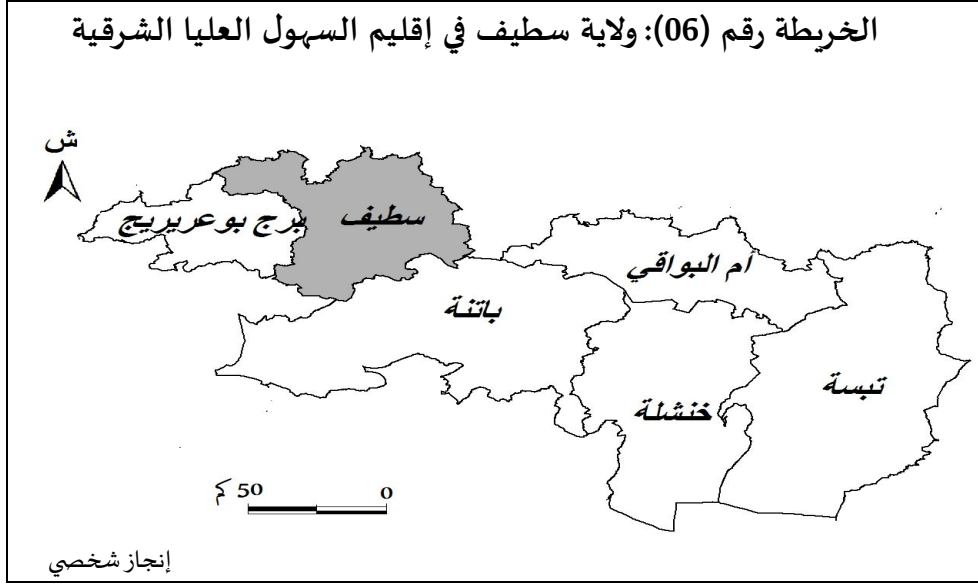 الخريطة رقم (06): ولاية سطيف في إقليم السهول العليا الشرقية
ش
برج بوعريريج
سطيف
أم البواقي
باتنة
تبسة
خنشلة
0 50 كم
إنجاز شخصي